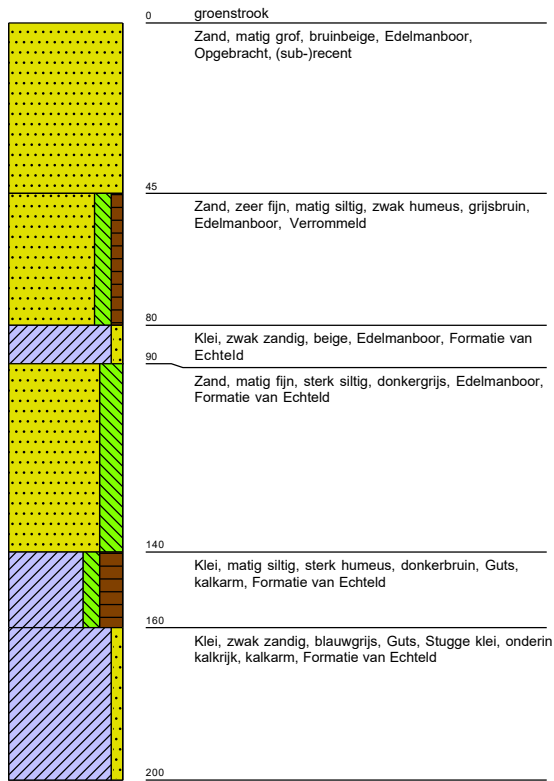 0 groenstrook
Zand, matig grof, bruinbeige, Edelmanboor,
Opgebracht, (sub-)recent
45
Zand, zeer fijn, matig siltig, zwak humeus, grijsbruin,
Edelmanboor, Verrommeld
80
Klei, zwak zandig, beige, Edelmanboor, Formatie van
Echteld
90
Zand, matig fijn, sterk siltig, donkergrijs, Edelmanboor,
Formatie van Echteld
140
Klei, matig siltig, sterk humeus, donkerbruin, Guts,
kalkarm, Formatie van Echteld
160
Klei, zwak zandig, blauwgrijs, Guts, Stugge klei, onderin
kalkrijk, kalkarm, Formatie van Echteld
200